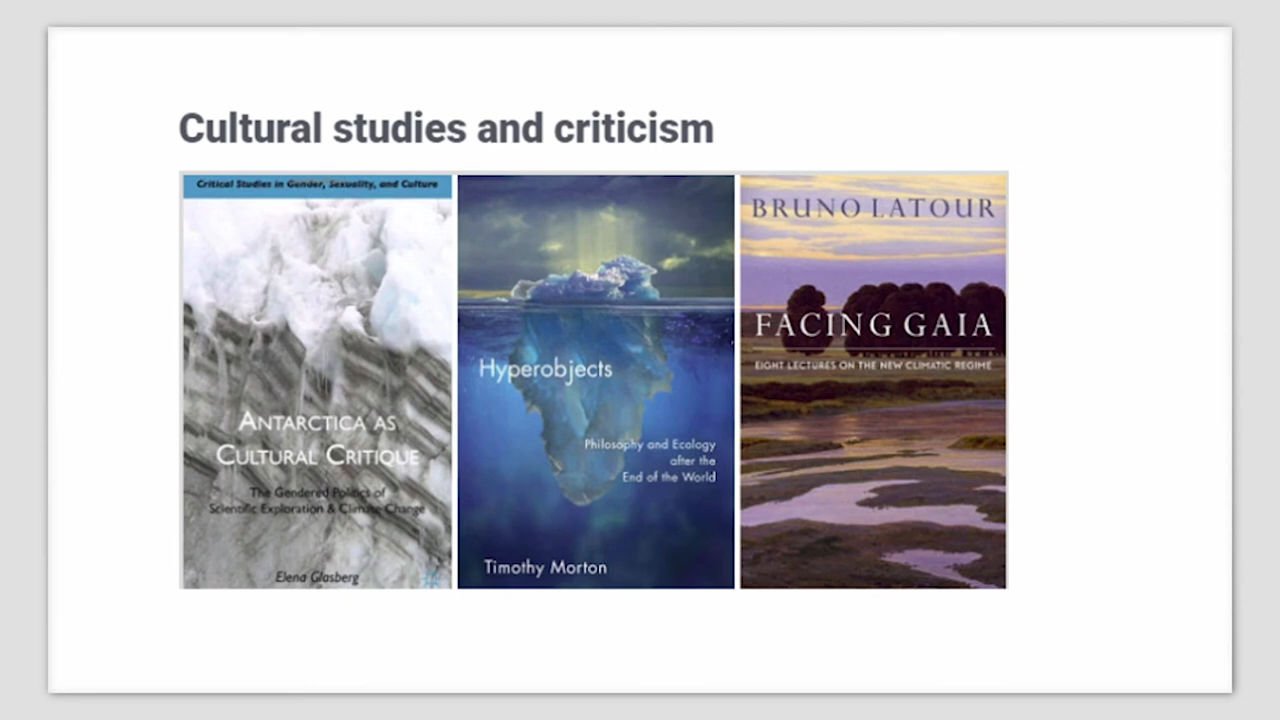 Cultural studies and criticism
Critical Studies in Gender, Sexuality, and Culture
ANTARCTICA AS
CULTURAL CRITIQUE
The Gendered Politics of
Scientific Exploration & Climate Change
Elena Glasberg
Hyperobjects
Philosophy and Ecology
after the
End of the World
Timothy Morton
BRUNO LATOUR
FACING GAIA
EIGHT LECTURES ON THE NEW CLIMATIC REGIME